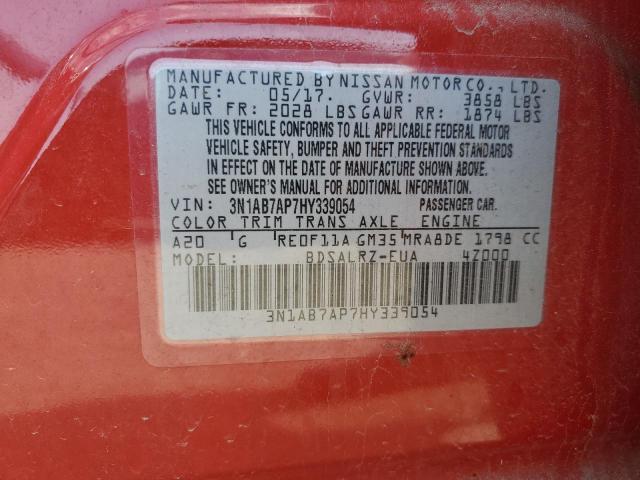 MANUFACTURED BY NISSAN MOTOR CO., LTD.
DATE: 05/17. GVWR: 3858 LBS
GAWR FR: 2028 LBS GAWR RR: 1874 LBS
THIS VEHICLE CONFORMS TO ALL APPLICABLE FEDERAL MOTOR
VEHICLE SAFETY, BUMPER AND THEFT PREVENTION STANDARDS
IN EFFECT ON THE DATE OF MANUFACTURE SHOWN ABOVE.
SEE OWNER'S MANUAL FOR ADDITIONAL INFORMATION.
VIN: 3N1AB7AP7HY339054 PASSENGER CAR.
COLOR TRIM TRANS AXLE ENGINE
A20 G RE0F11A GM35 MRA8DE 1798 CC
MODEL: BDSALRZ-EUA 4Z000
3N1AB7AP7HY339054